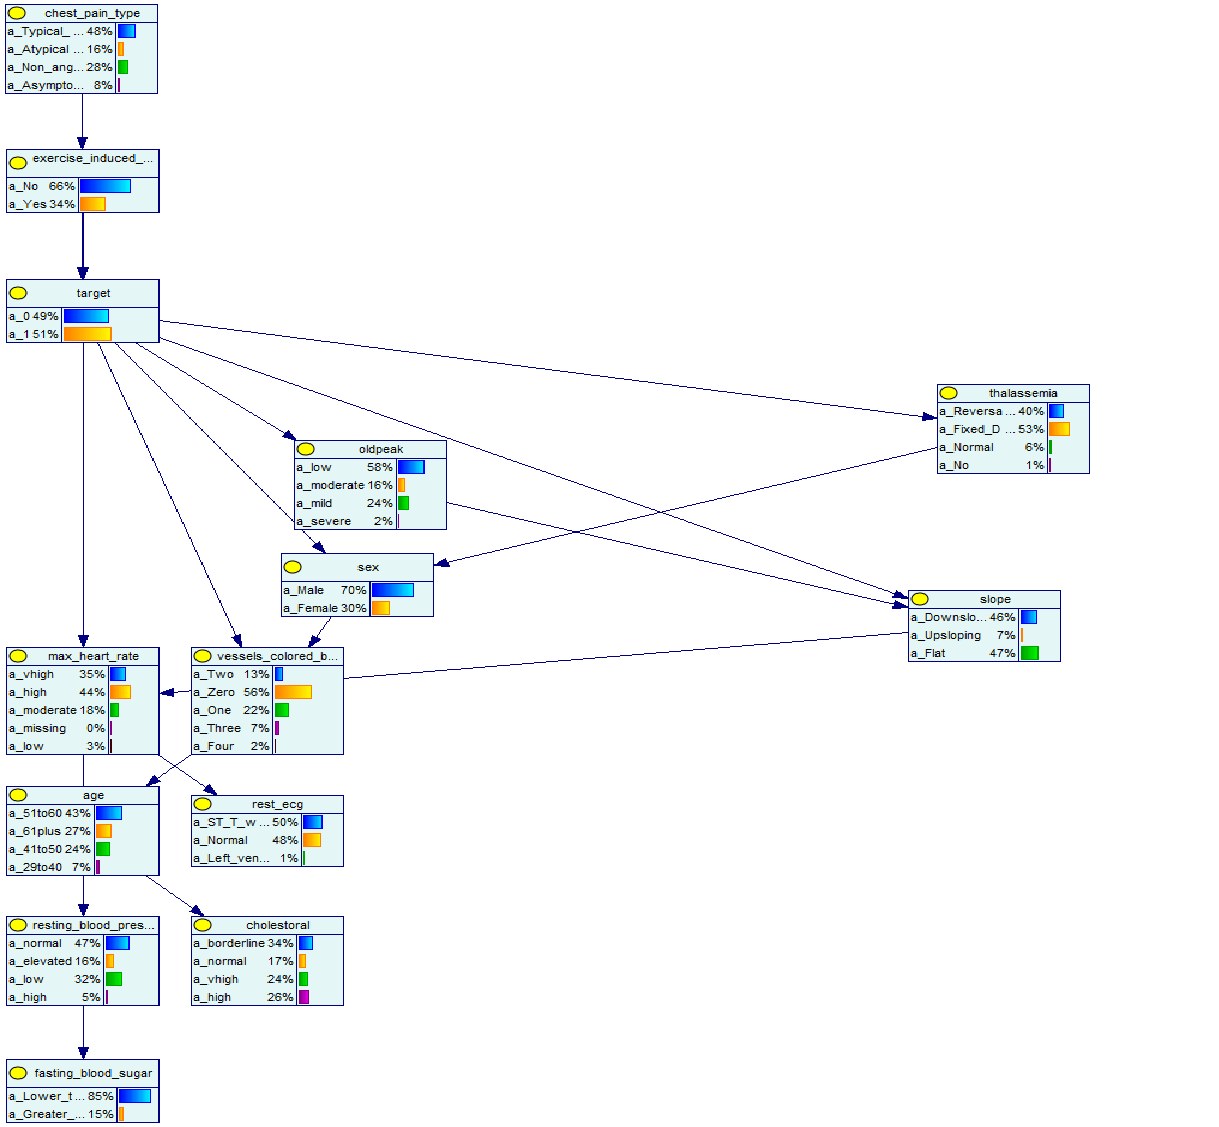 chest_pain_type
a_Typical_ ... 48%
a_Atypical ... 16%
a_Non_ang... 28%
a_Asympto... 8%
exercise_induced_...
a_No 66%
a_Yes 34%
target
a_0 49%
a_1 51%
thalassemia
a_Reversa ... 40%
a_Fixed_D ... 53%
a_Normal 6%
a_No 1%
oldpeak
a_low 58%
a_moderate 16%
a_mild 24%
a_severe 2%
sex
a_Male 70%
a_Female 30%
slope
a_Downslo... 46%
a_Upsloping 7%
a_Flat 47%
max_heart_rate
a_vhigh 35%
a_high 44%
a_moderate 18%
a_missing 0%
a_low 3%
vessels_colored_b...
a_Two 13%
a_Zero 56%
a_One 22%
a_Three 7%
a_Four 2%
age
a_51to60 43%
a_61plus 27%
a_41to50 24%
a_29to40 7%
rest_ecg
a_ST_T_w ... 50%
a_Normal 48%
a_Left_ven... 1%
resting_blood_pres...
a_normal 47%
a_elevated 16%
a_low 32%
a_high 5%
cholestoral
a_borderline 34%
a_normal 17%
a_vhigh 24%
a_high 26%
fasting_blood_sugar
a_Lower_t ... 85%
a_Greater_... 15%